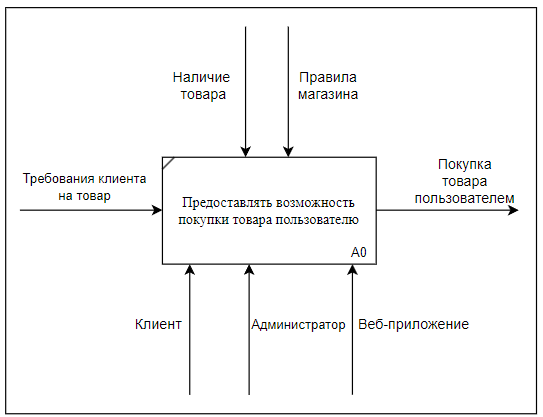 Наличие
товара
Правила
магазина
Требования клиента
на товар
Предоставлять возможность
покупки товара пользователю
A0
Покупка
товара
пользователем
Клиент
Администратор
Веб-приложение